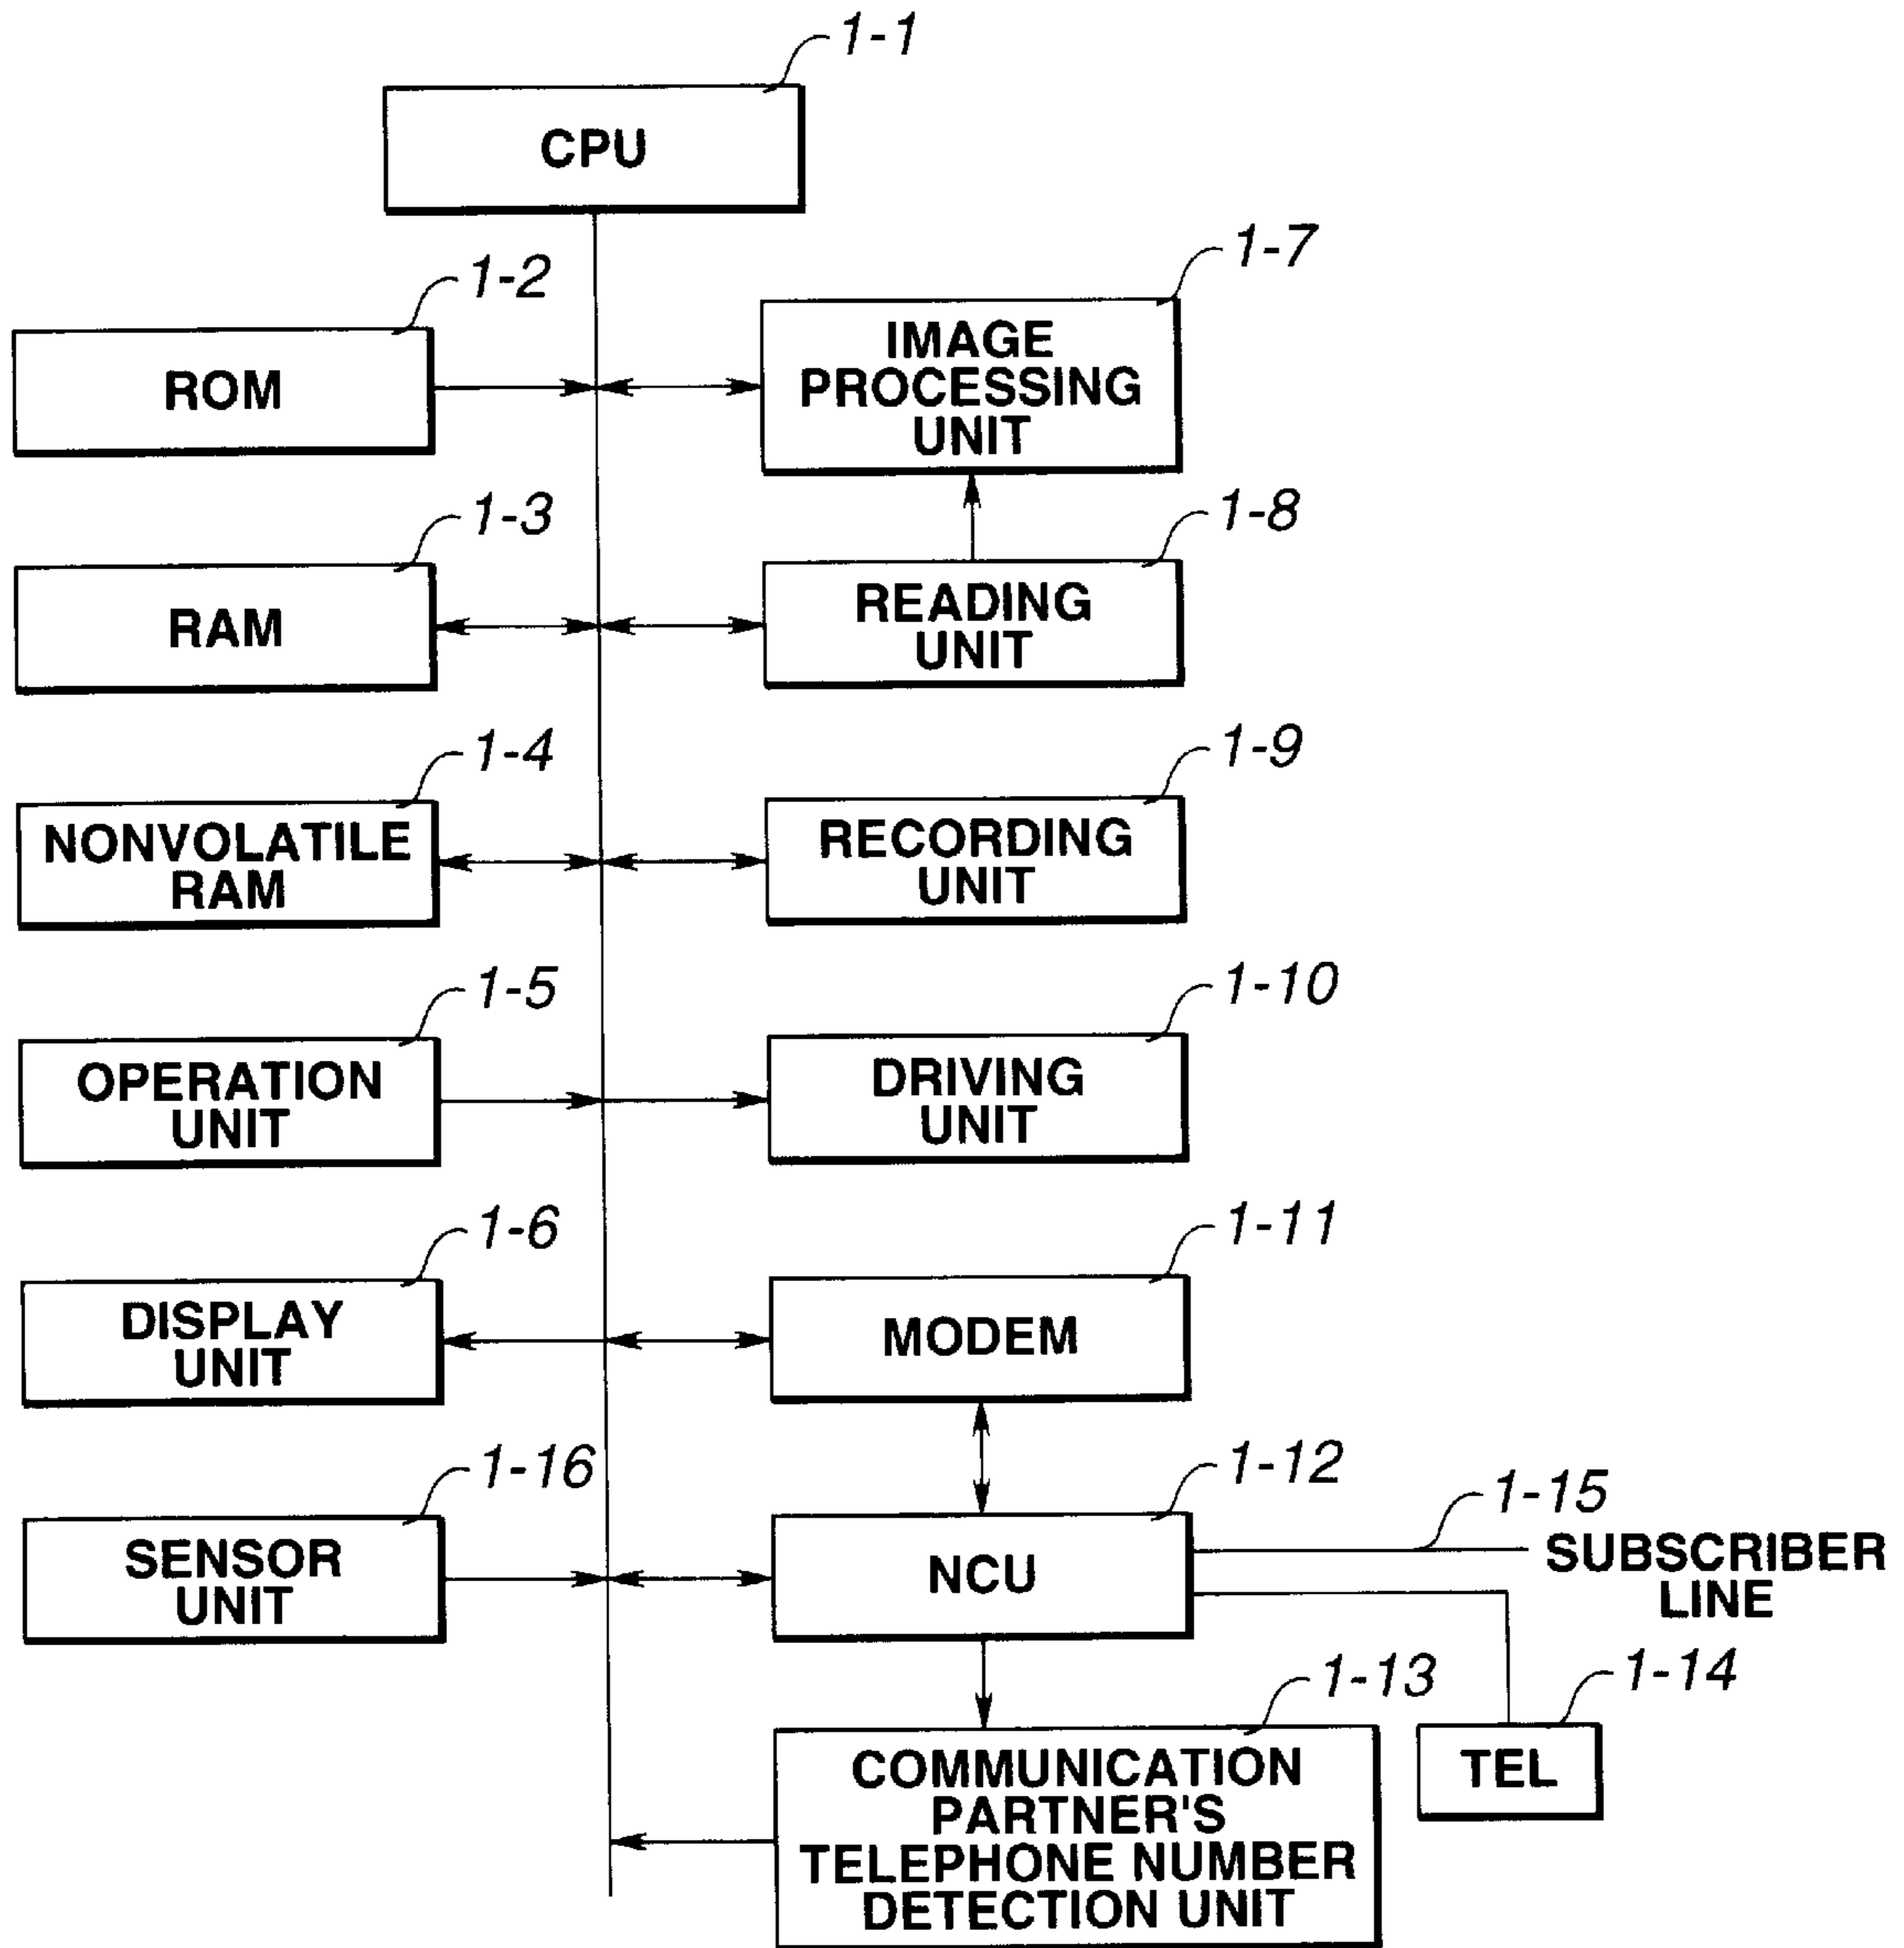 1-1
CPU
1-2
ROM
1-7
IMAGE
PROCESSING
UNIT
1-3
RAM
1-8
READING
UNIT
1-4
NONVOLATILE
RAM
1-9
RECORDING
UNIT
1-5
OPERATION
UNIT
1-10
DRIVING
UNIT
1-6
DISPLAY
UNIT
1-11
MODEM
1-16
SENSOR
UNIT
1-12
NCU
1-15
SUBSCRIBER
LINE
1-13
COMMUNICATION
PARTNER'S
TELEPHONE NUMBER
DETECTION UNIT
1-14
TEL